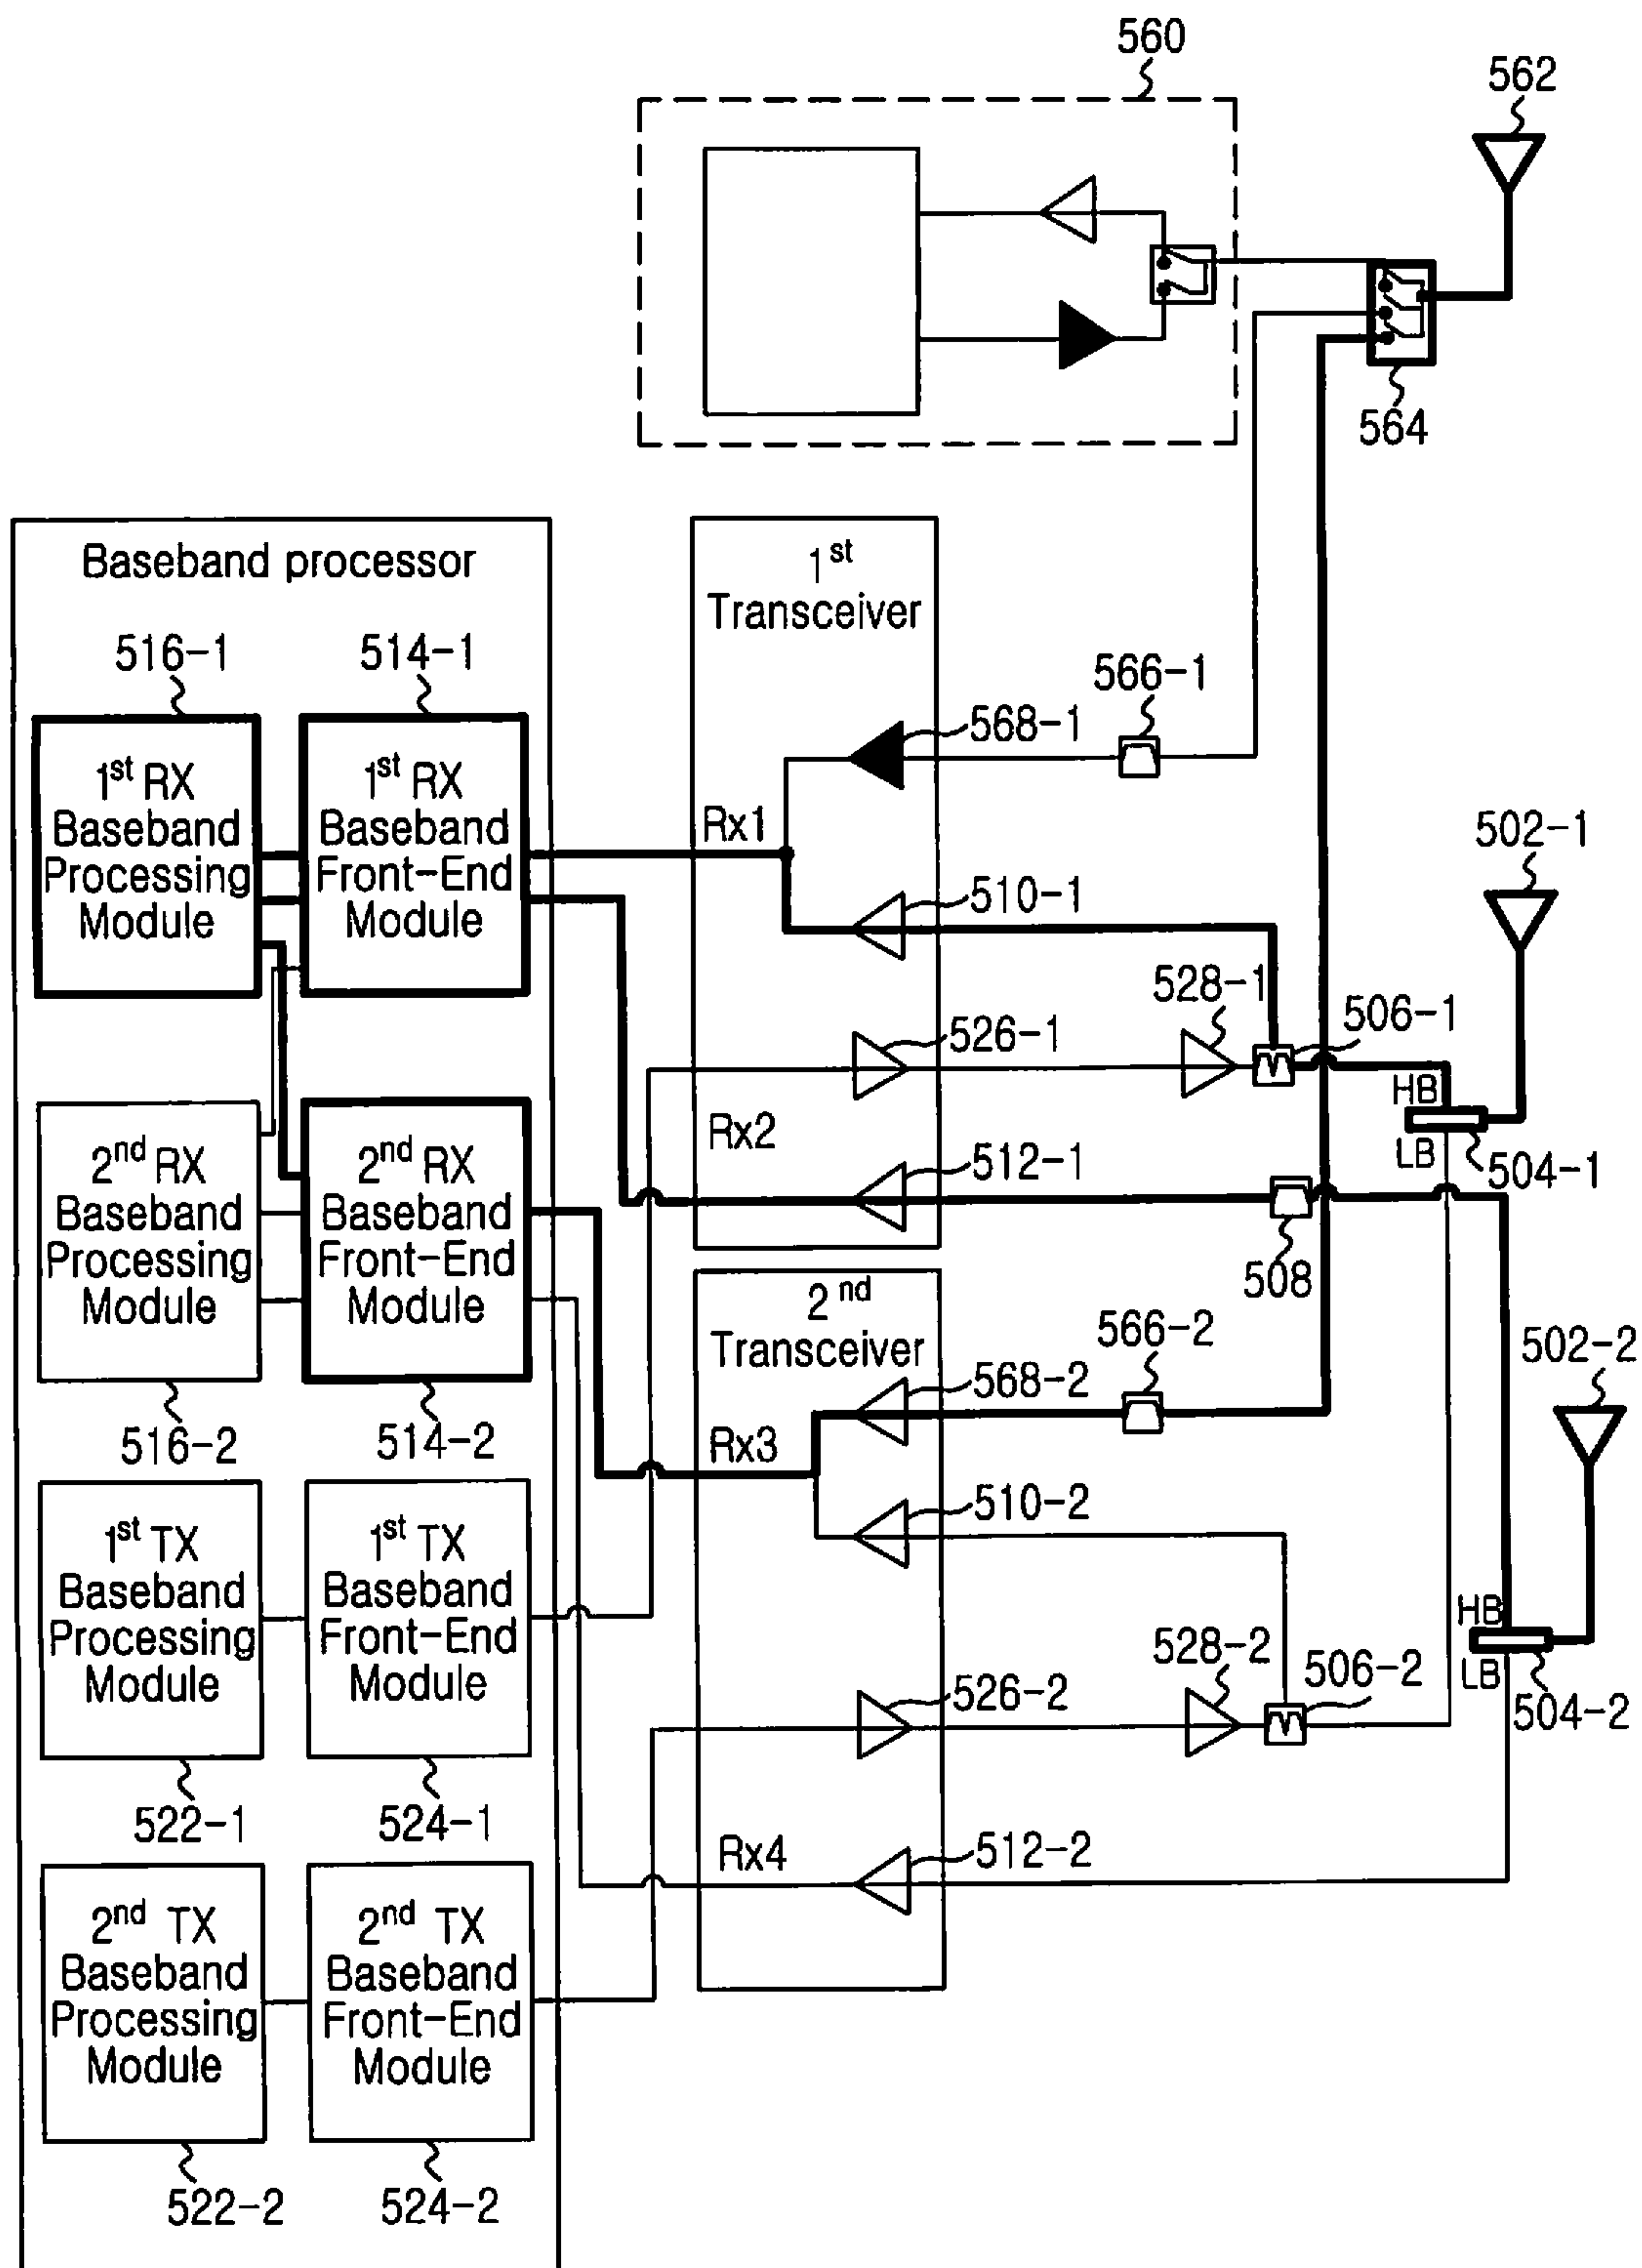 560
562
564
Baseband processor
1st
Transceiver
516-1
514-1
566-1
568-1
1st RX
Baseband
Processing
Module
1st RX
Baseband
Front-End
Module
Rx1
502-1
510-1
528-1
526-1
506-1
HB
Rx2
LB
504-1
512-1
2nd RX
Baseband
Processing
Module
2nd RX
Baseband
Front-End
Module
508
2nd
Transceiver
566-2
502-2
568-2
516-2
514-2
Rx3
510-2
1st TX
Baseband
Processing
Module
1st TX
Baseband
Front-End
Module
HB
528-2
506-2
LB
526-2
504-2
522-1
524-1
Rx4
512-2
2nd TX
Baseband
Processing
Module
2nd TX
Baseband
Front-End
Module
522-2
524-2